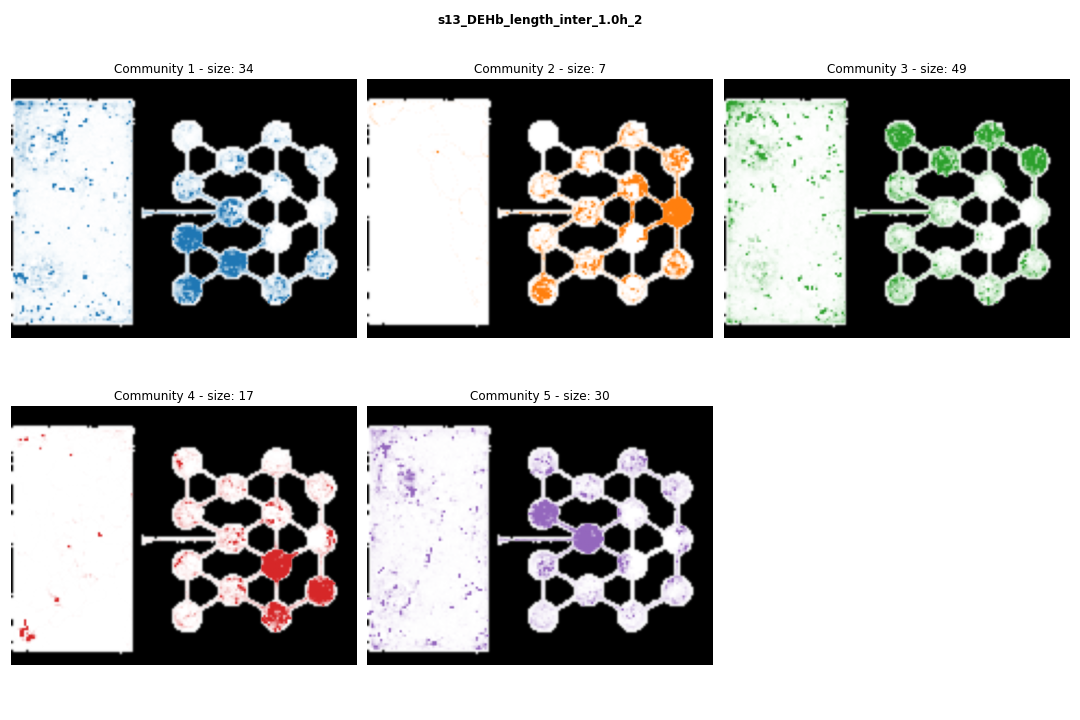 s13_DEHb_length_inter_1.0h_2
Community 1 - size: 34
Community 2 - size: 7
Community 3 - size: 49
Community 4 - size: 17
Community 5 - size: 30